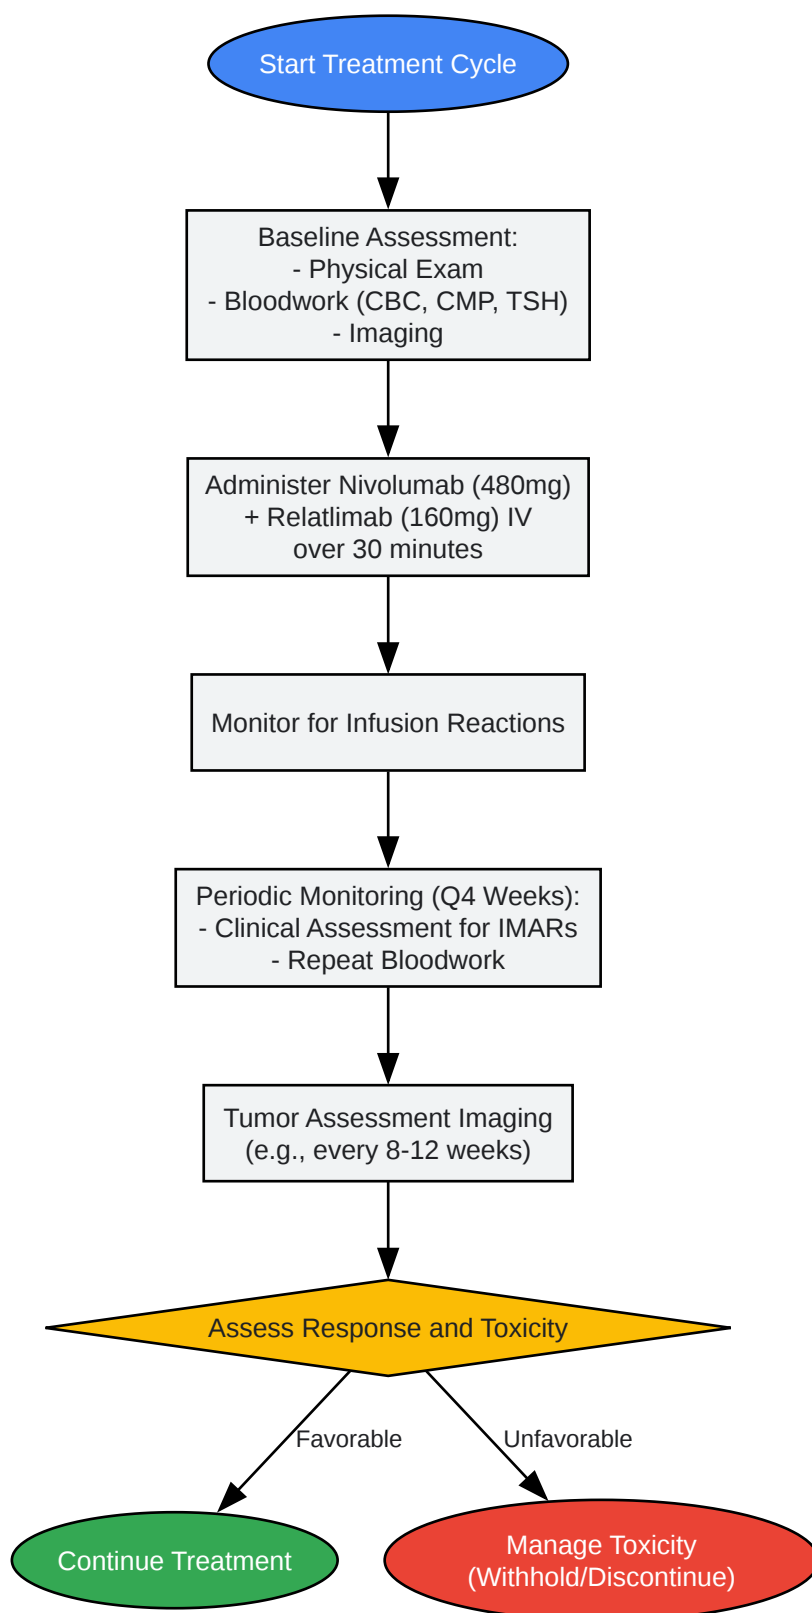 Start Treatment Cycle
Baseline Assessment:
- Physical Exam
- Bloodwork (CBC, CMP, TSH)
- Imaging
Administer Nivolumab (480mg)
+ Relatlimab (160mg) IV
over 30 minutes
Monitor for Infusion Reactions
Periodic Monitoring (Q4 Weeks):
- Clinical Assessment for IMARs
- Repeat Bloodwork
Tumor Assessment Imaging
(e.g., every 8-12 weeks)
Assess Response and Toxicity
Favorable
Unfavorable
Continue Treatment
Manage Toxicity
(Withhold/Discontinue)